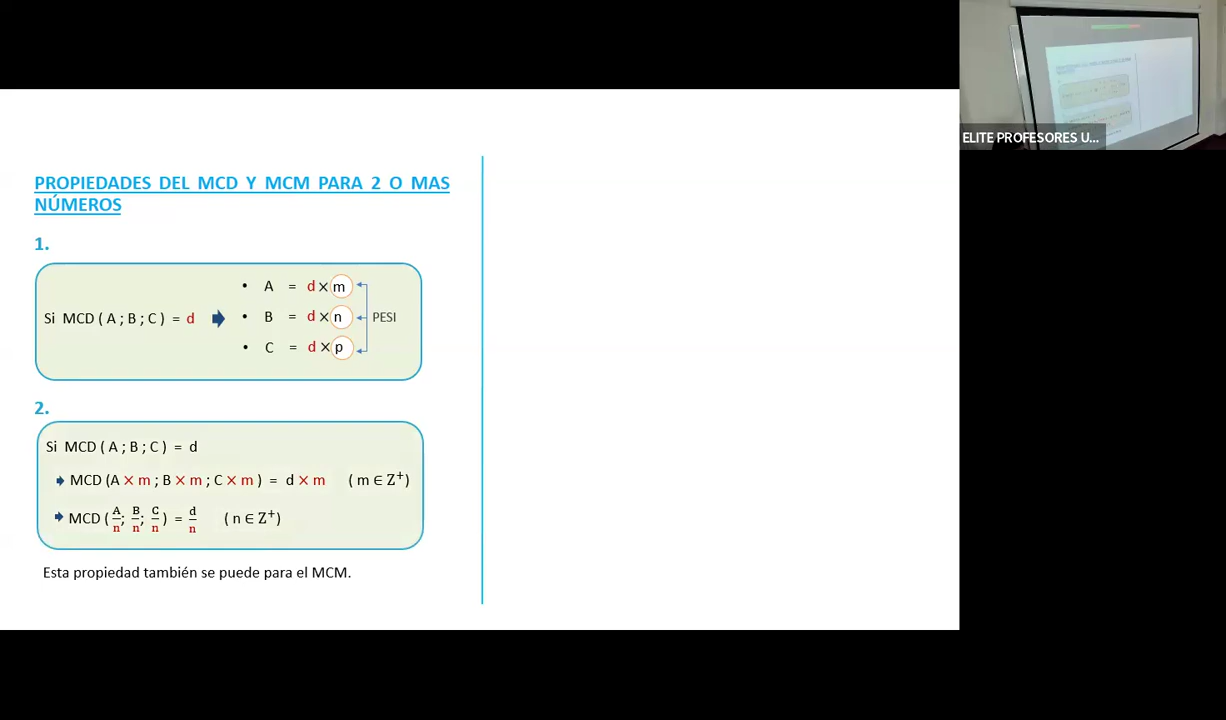 PROPIEDADES DEL MCD Y MCM PARA 2 O MAS
NÚMEROS
1.
Si MCD ( A ; B ; C ) = d
• A = d × m
• B = d × n
• C = d × p
PESI
2.
Si MCD ( A ; B ; C ) = d
MCD (A × m ; B × m ; C × m ) = d × m ( m ∈ Z⁺)
MCD ( A/n ; B/n ; C/n ) = d/n ( n ∈ Z⁺)
Esta propiedad también se puede para el MCM.
ELITE PROFESORES U...